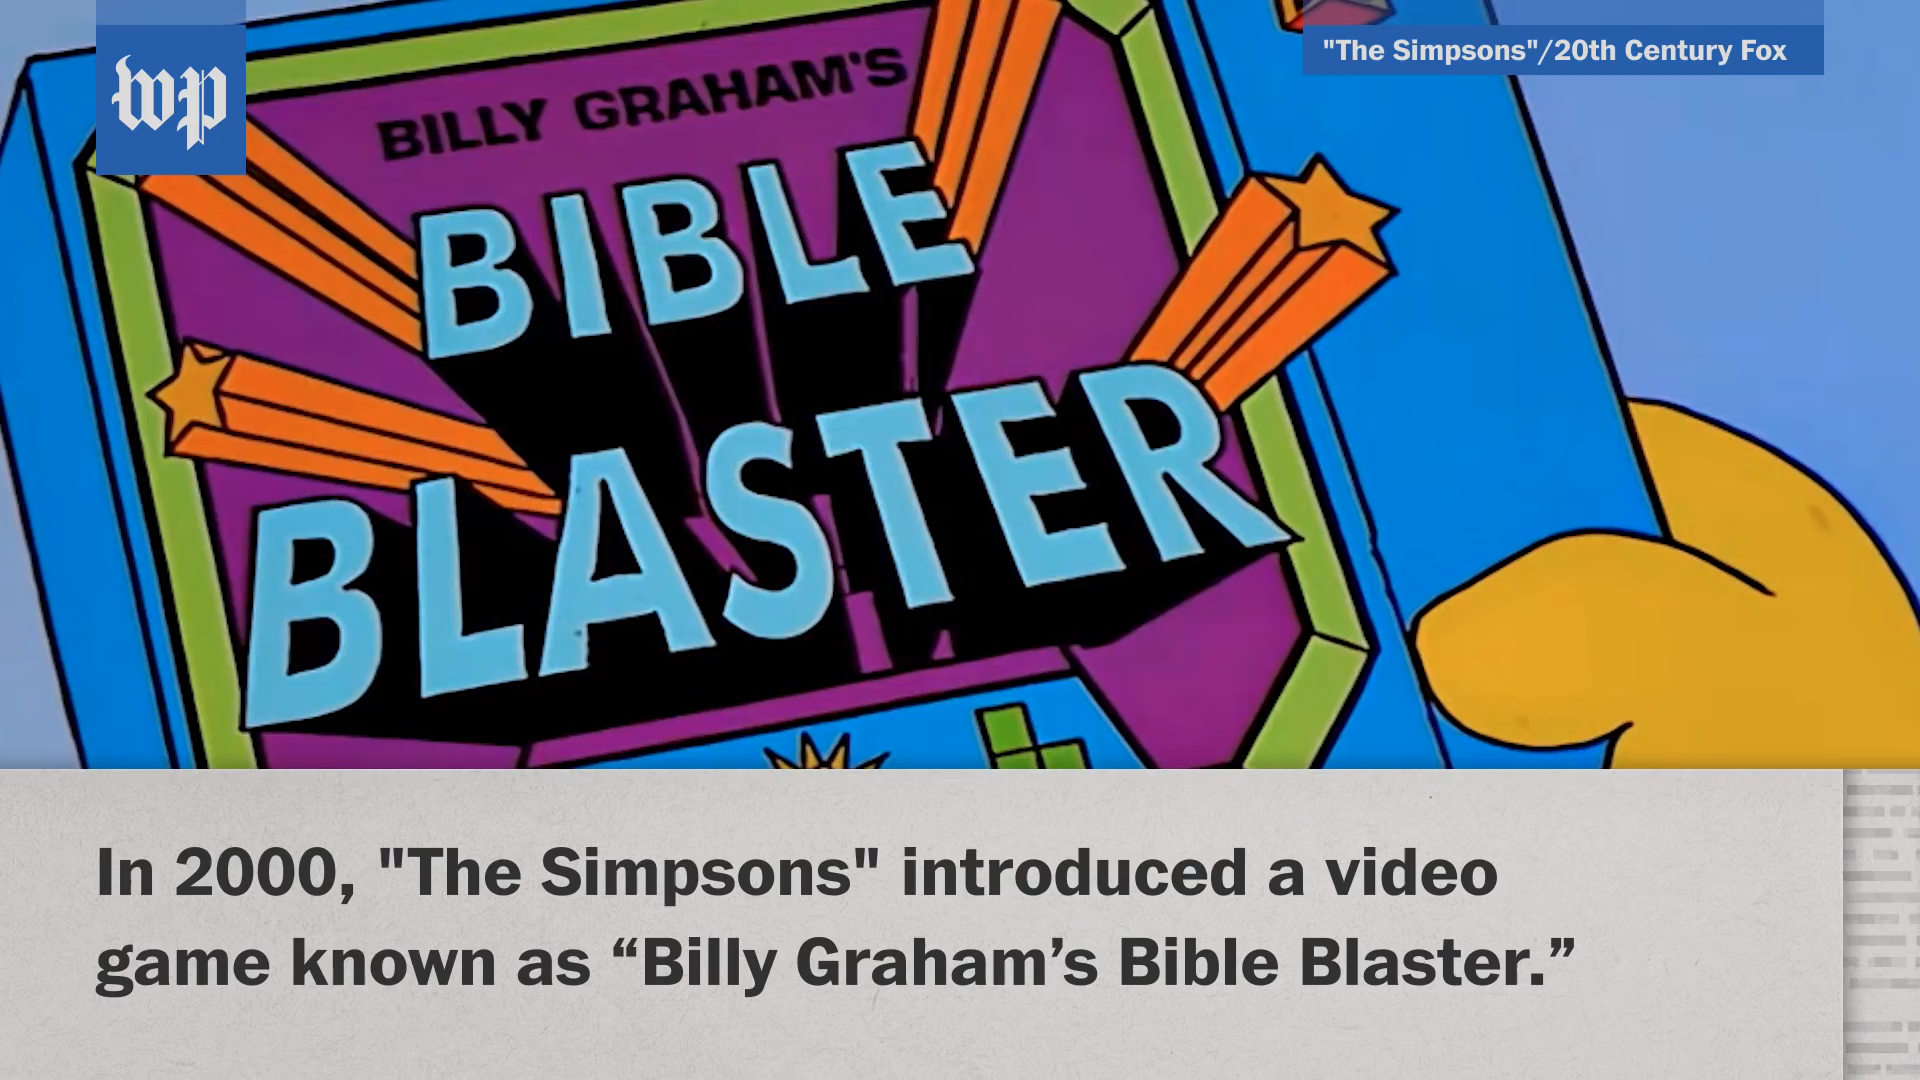 wp
"The Simpsons"/20th Century Fox
BILLY GRAHAM'S
BIBLE
BLASTER
In 2000, "The Simpsons" introduced a video
game known as “Billy Graham’s Bible Blaster.”